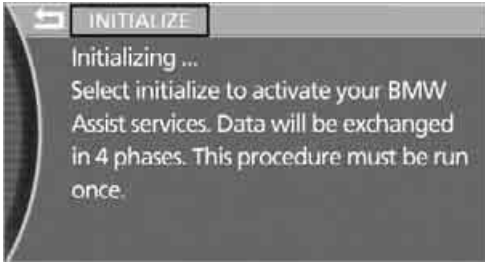 INITIALIZE
Initializing ...
Select initialize to activate your BMW
Assist services. Data will be exchanged
in 4 phases. This procedure must be run
once.